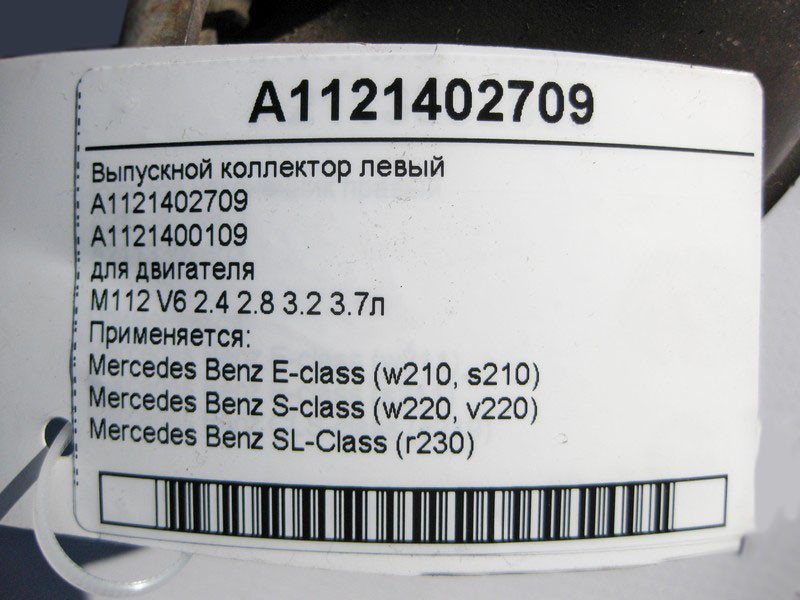 A1121402709
Выпускной коллектор левый
A1121402709
A1121400109
для двигателя
M112 V6 2.4 2.8 3.2 3.7л
Применяется:
Mercedes Benz E-class (w210, s210)
Mercedes Benz S-class (w220, v220)
Mercedes Benz SL-Class (r230)